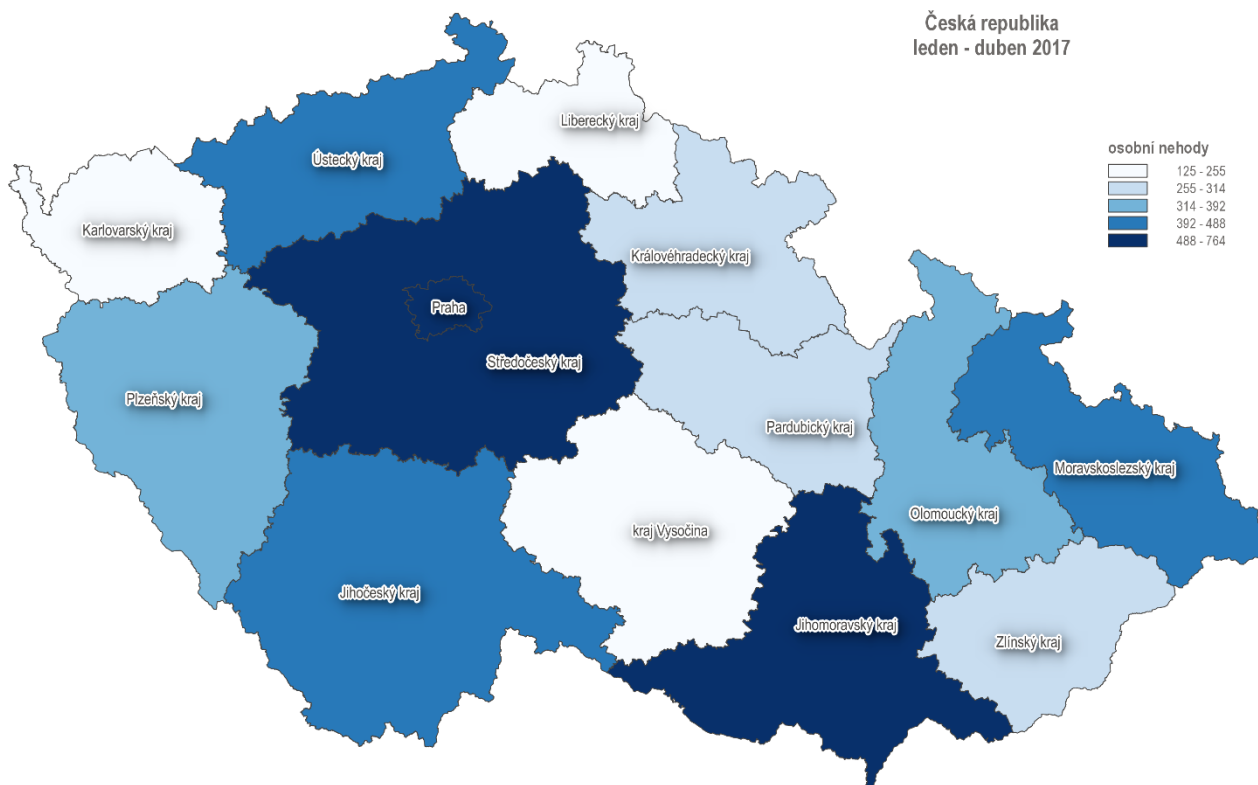 Česká republika
leden - duben 2017
osobní nehody
125 - 255
255 - 314
314 - 392
392 - 488
488 - 764
Liberecký kraj
Ústecký kraj
Karlovarský kraj
Královéhradecký kraj
Praha
Středočeský kraj
Plzeňský kraj
Pardubický kraj
Moravskoslezský kraj
Olomoucký kraj
kraj Vysočina
Jihočeský kraj
Jihomoravský kraj
Zlínský kraj